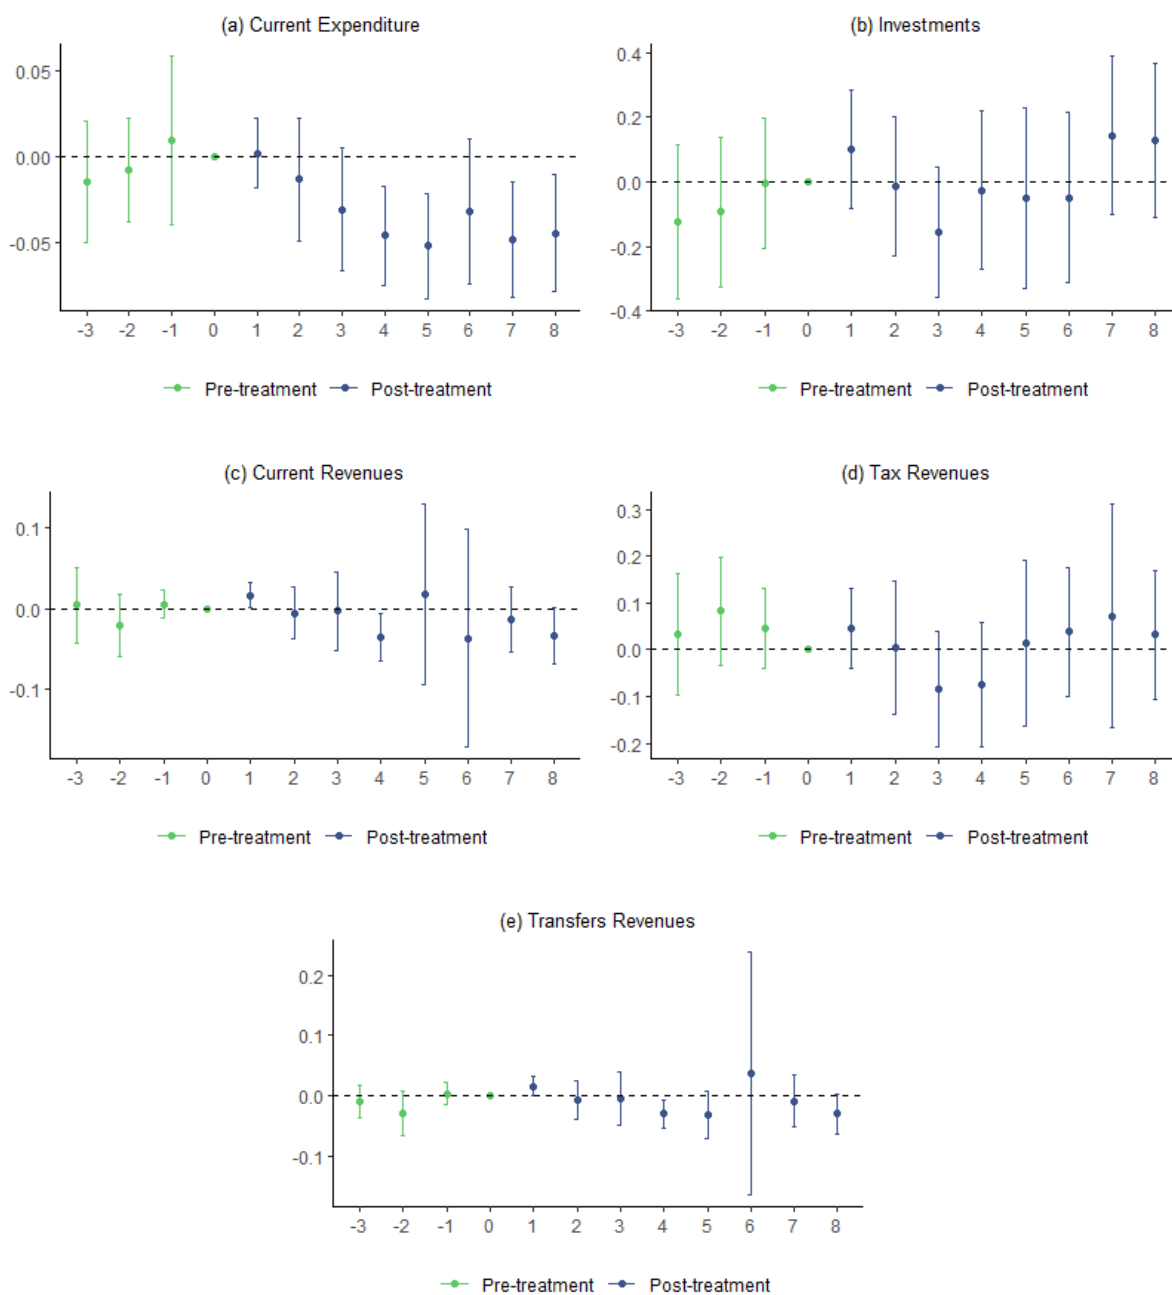 (a) Current Expenditure
0.05
0.00
-0.05
-3 -2 -1 0 1 2 3 4 5 6 7 8
Pre-treatment Post-treatment
(b) Investments
0.4
0.2
0.0
-0.2
-0.4
-3 -2 -1 0 1 2 3 4 5 6 7 8
Pre-treatment Post-treatment
(c) Current Revenues
0.1
0.0
-0.1
-3 -2 -1 0 1 2 3 4 5 6 7 8
Pre-treatment Post-treatment
(d) Tax Revenues
0.3
0.2
0.1
0.0
-0.1
-0.2
-3 -2 -1 0 1 2 3 4 5 6 7 8
Pre-treatment Post-treatment
(e) Transfers Revenues
0.2
0.1
0.0
-0.1
-3 -2 -1 0 1 2 3 4 5 6 7 8
Pre-treatment Post-treatment